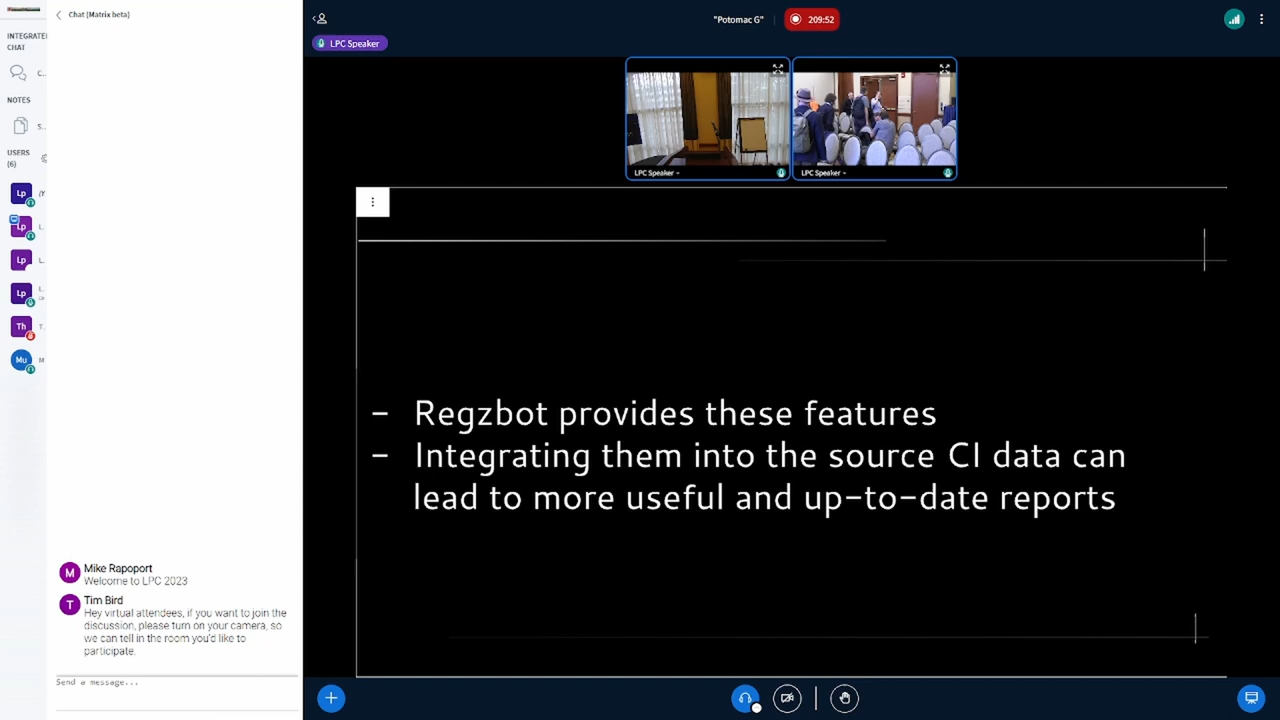 Chat (Matrix beta)
INTEGRATE
CHAT
C...
NOTES
S...
USERS
(6)
Lp
Lp
L...
Lp
L...
Lp
Th
T...
Mu
M
Mike Rapoport
Welcome to LPC 2023
Tim Bird
Hey virtual attendees, if you want to join the
discussion, please turn on your camera, so
we can tell in the room you'd like to
participate.
Send a message...
"Potomac G"
209:52
LPC Speaker
LPC Speaker
LPC Speaker
- Regzbot provides these features
- Integrating them into the source CI data can
lead to more useful and up-to-date reports